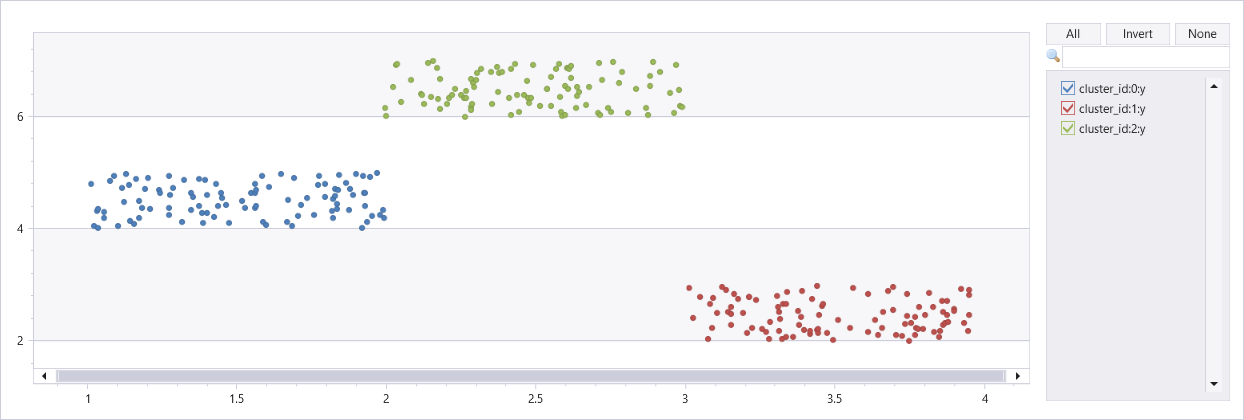 All Invert None
cluster_id:0:y
cluster_id:1:y
cluster_id:2:y
6
4
2
1 1.5 2 2.5 3 3.5 4